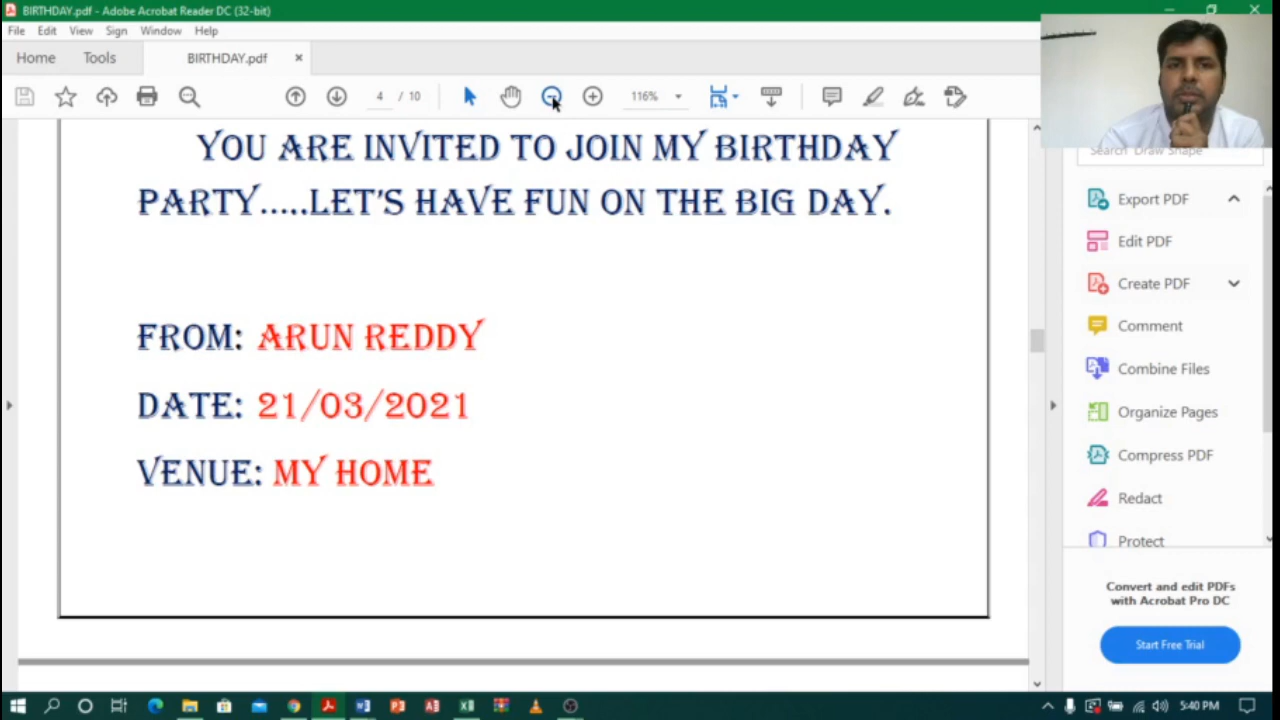 BIRTHDAY.pdf - Adobe Acrobat Reader DC (32-bit)
File Edit View Sign Window Help
Home Tools BIRTHDAY.pdf
4 / 10 116%
Search 'Draw Shape'
YOU ARE INVITED TO JOIN MY BIRTHDAY
PARTY.....LET'S HAVE FUN ON THE BIG DAY.
FROM: ARUN REDDY
DATE: 21/03/2021
VENUE: MY HOME
Export PDF
Edit PDF
Create PDF
Comment
Combine Files
Organize Pages
Compress PDF
Redact
Protect
Convert and edit PDFs
with Acrobat Pro DC
Start Free Trial
5:40 PM